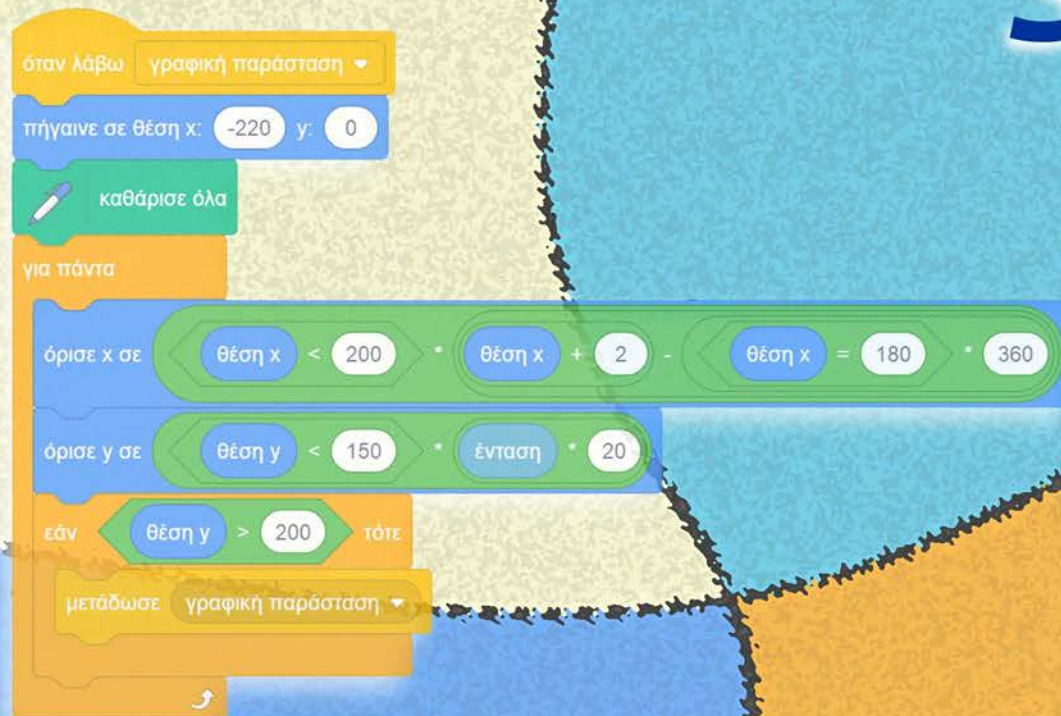 όταν λάβω γραφική παράσταση
πήγαινε σε θέση x: -220 y: 0
καθάρισε όλα
για πάντα
όρισε x σε θέση x < 200 * θέση x + 2 - θέση x = 180 * 360
όρισε y σε θέση y < 150 * ένταση * 20
εάν θέση y > 200 τότε
μετάδωσε γραφική παράσταση